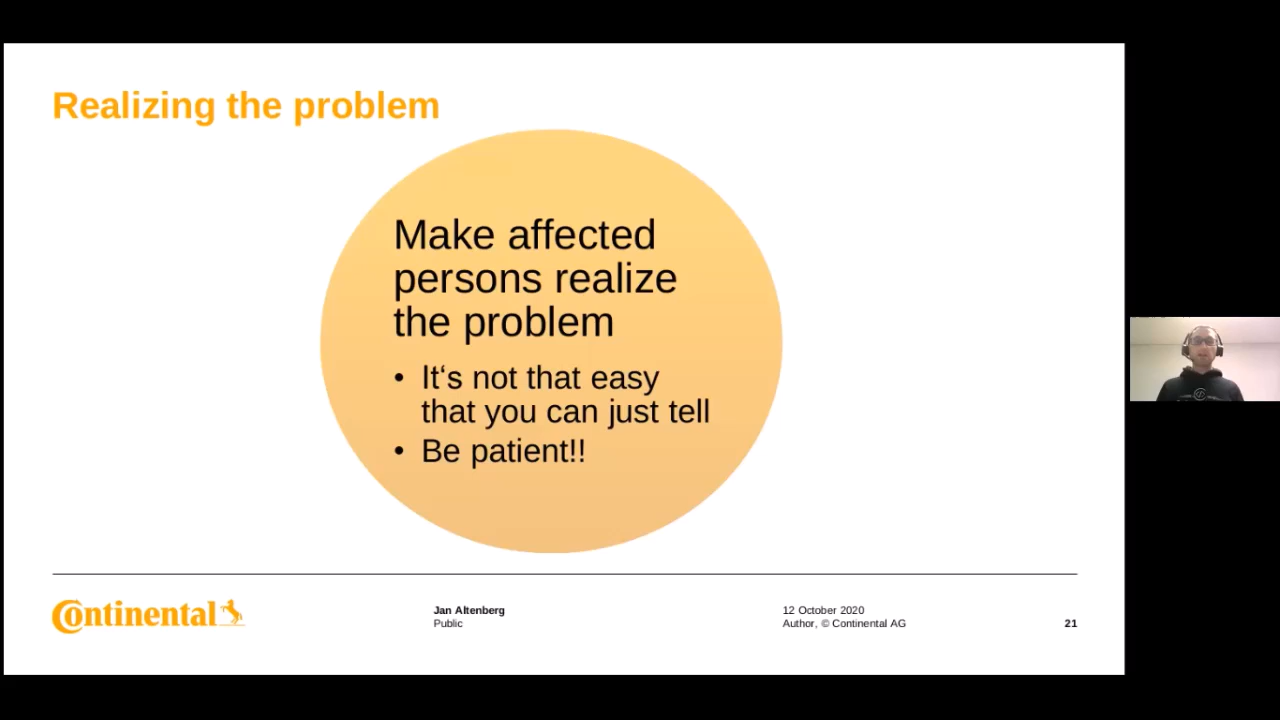 Realizing the problem
Make affected
persons realize
the problem
• It‘s not that easy
that you can just tell
• Be patient!!
Continental
Jan Altenberg
Public
12 October 2020
Author, © Continental AG
21